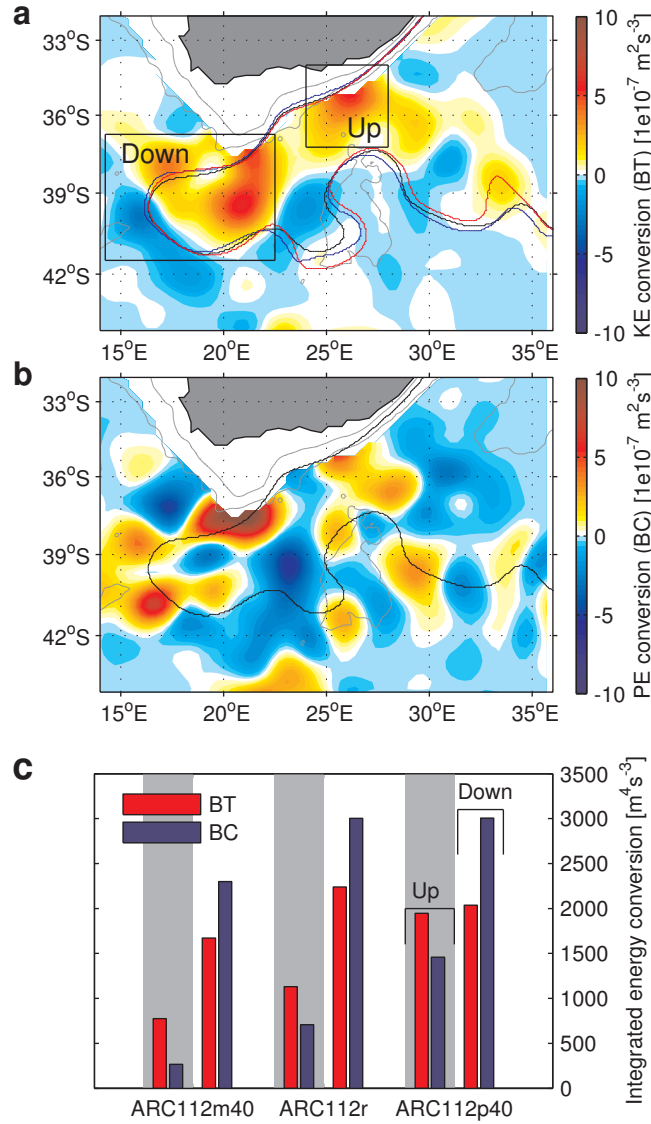 a
33°S
36°S
39°S
42°S
Up
Down
15°E 20°E 25°E 30°E 35°E
10
5
0
-5
-10
KE conversion (BT) [1e10⁻⁷ m²s⁻³]
b
33°S
36°S
39°S
42°S
15°E 20°E 25°E 30°E 35°E
10
5
0
-5
-10
PE conversion (BC) [1e10⁻⁷ m²s⁻³]
c
BT
BC
Up
Down
3500
3000
2500
2000
1500
1000
500
0
Integrated energy conversion [m⁴s⁻³]
ARC112m40 ARC112r ARC112p40